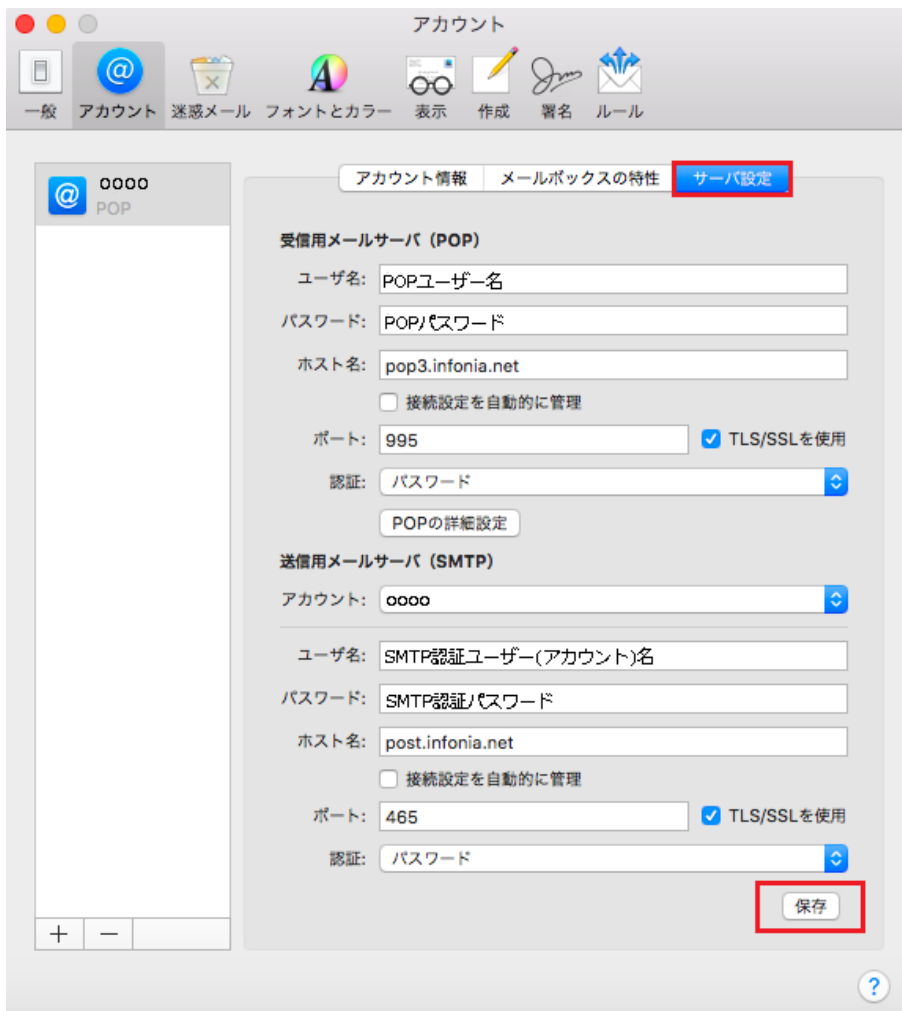 アカウント
一般 アカウント 迷惑メール フォントとカラー 表示 作成 署名 ルール
oooo
POP
アカウント情報 メールボックスの特性 サーバ設定
受信用メールサーバ（POP）
ユーザ名: POPユーザー名
パスワード: POPパスワード
ホスト名: pop3.infonia.net
接続設定を自動的に管理
ポート: 995 TLS/SSLを使用
認証: パスワード
POPの詳細設定
送信用メールサーバ（SMTP）
アカウント: oooo
ユーザ名: SMTP認証ユーザー(アカウント)名
パスワード: SMTP認証パスワード
ホスト名: post.infonia.net
接続設定を自動的に管理
ポート: 465 TLS/SSLを使用
認証: パスワード
保存
?